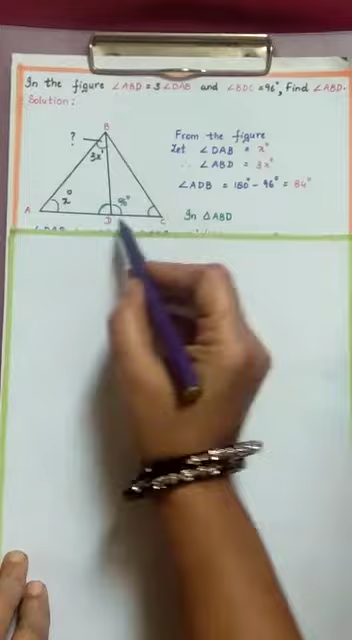 In the figure ∠ABD = 3 ∠DAB and ∠BDC = 96°, Find ∠ABD.
Solution:
B
?
3x°
x°
96°
A
D
C
From the figure
Let ∠DAB = x°
∴ ∠ABD = 3x°
∠ADB = 180° - 96° = 84°
In △ABD